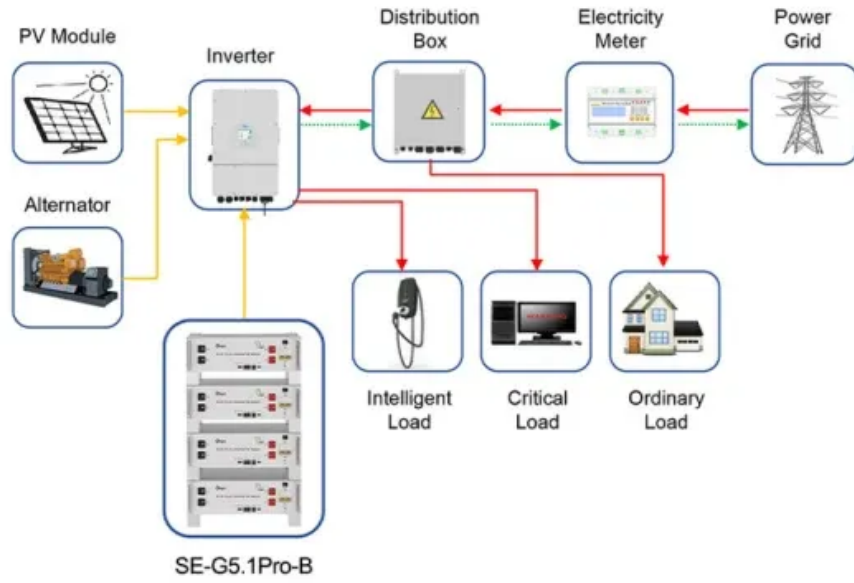 Distribution
Box
Electricity
Meter
Power
Grid
PV Module
Inverter
Alternator
Intelligent
Load
Critical
Load
Ordinary
Load
SE-G5.1Pro-B